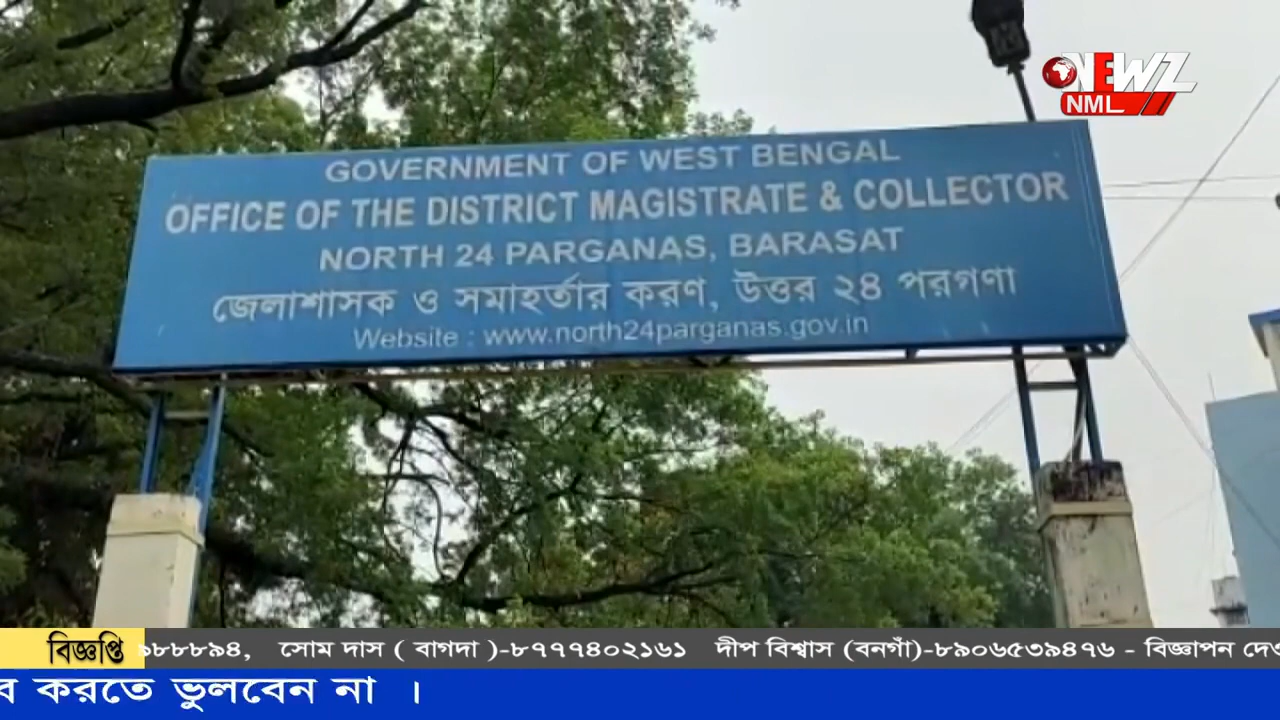 NEWZ
NML
GOVERNMENT OF WEST BENGAL
OFFICE OF THE DISTRICT MAGISTRATE & COLLECTOR
NORTH 24 PARGANAS, BARASAT
জেলাশাসক ও সমাহর্তার করণ, উত্তর ২৪ পরগণা
Website : www.north24parganas.gov.in
বিজ্ঞপ্তি ৯৮৮৮৯৪, সোম দাস ( বাগদা )-৮৭৭৭৪০২১৬১ দীপ বিশ্বাস (বনগাঁ)-৮৯০৬৫৩৯৪৭৬ - বিজ্ঞাপন দেও
ব করতে ভুলবেন না ।